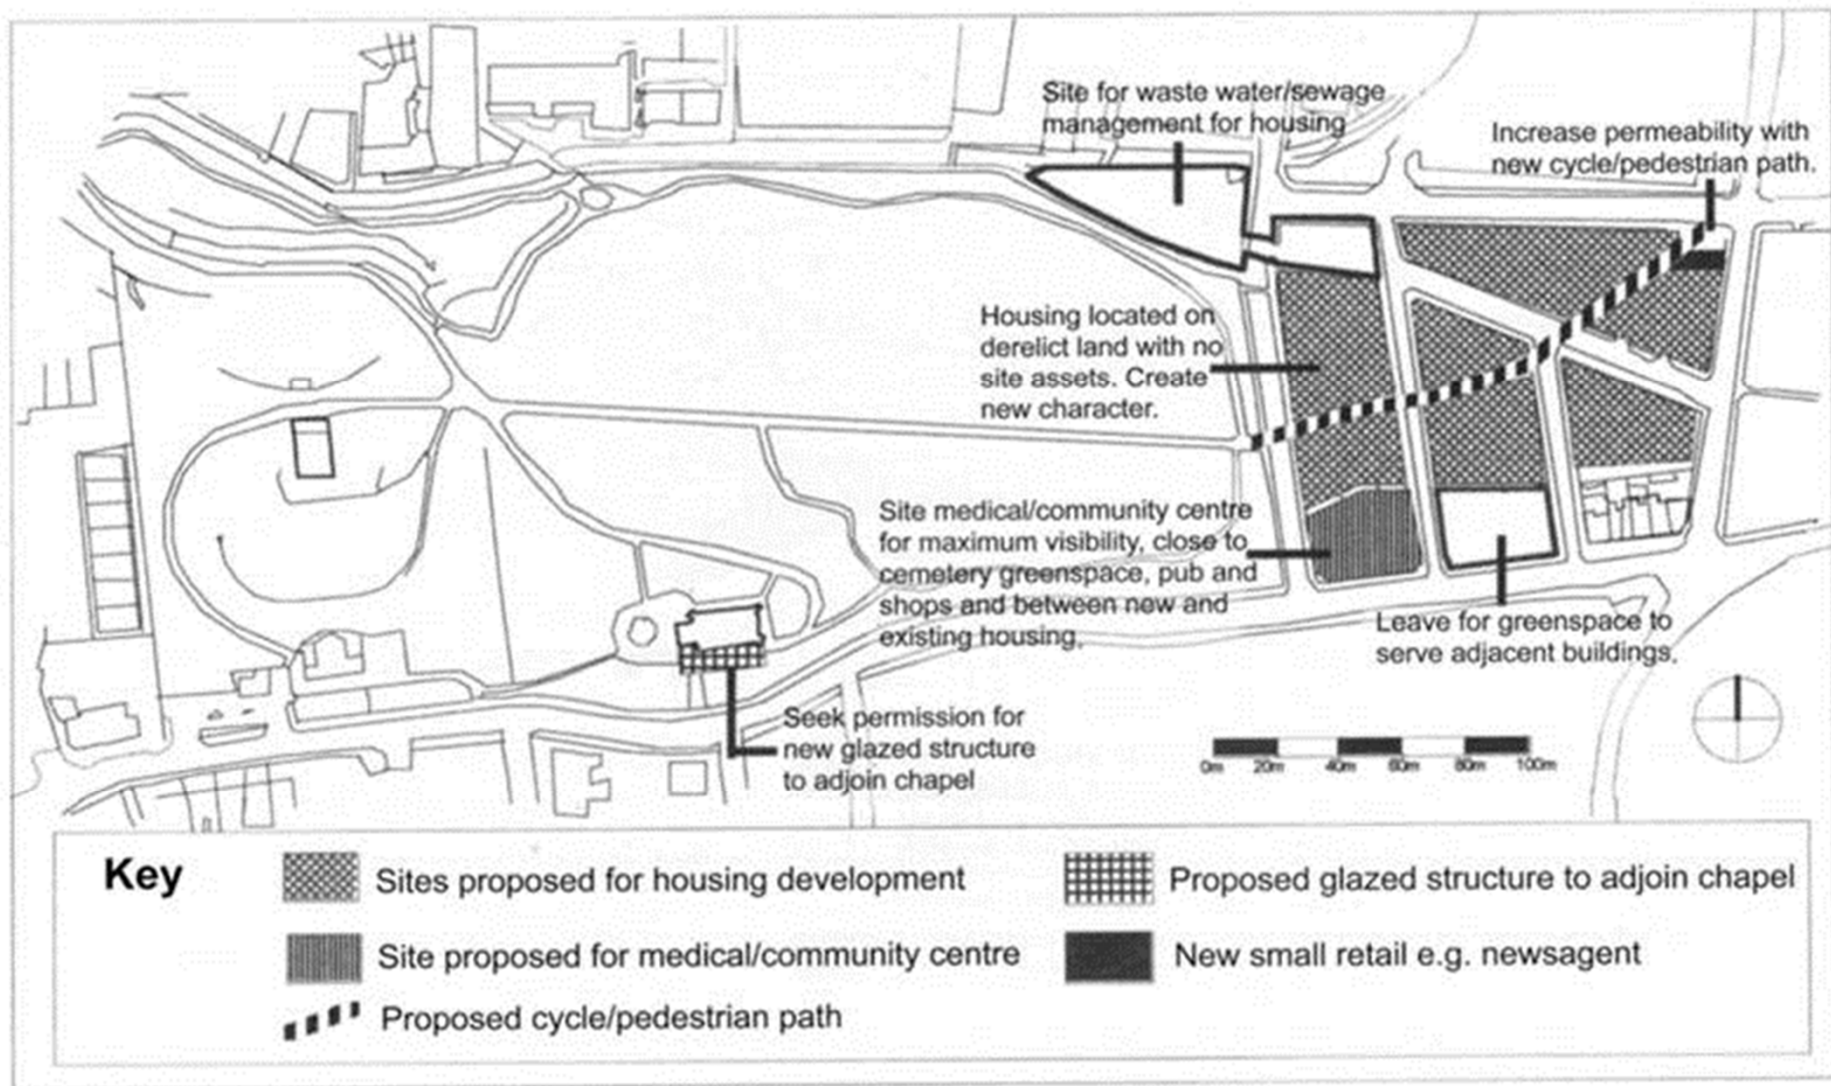 Site for waste water/sewage
management for housing
Increase permeability with
new cycle/pedestrian path.
Housing located on
derelict land with no
site assets. Create
new character.
Site medical/community centre
for maximum visibility, close to
cemetery greenspace, pub and
shops and between new and
existing housing.
Leave for greenspace to
serve adjacent buildings.
Seek permission for
new glazed structure
to adjoin chapel
0m 20m 40m 60m 80m 100m
Key
Sites proposed for housing development
Proposed glazed structure to adjoin chapel
Site proposed for medical/community centre
New small retail e.g. newsagent
Proposed cycle/pedestrian path